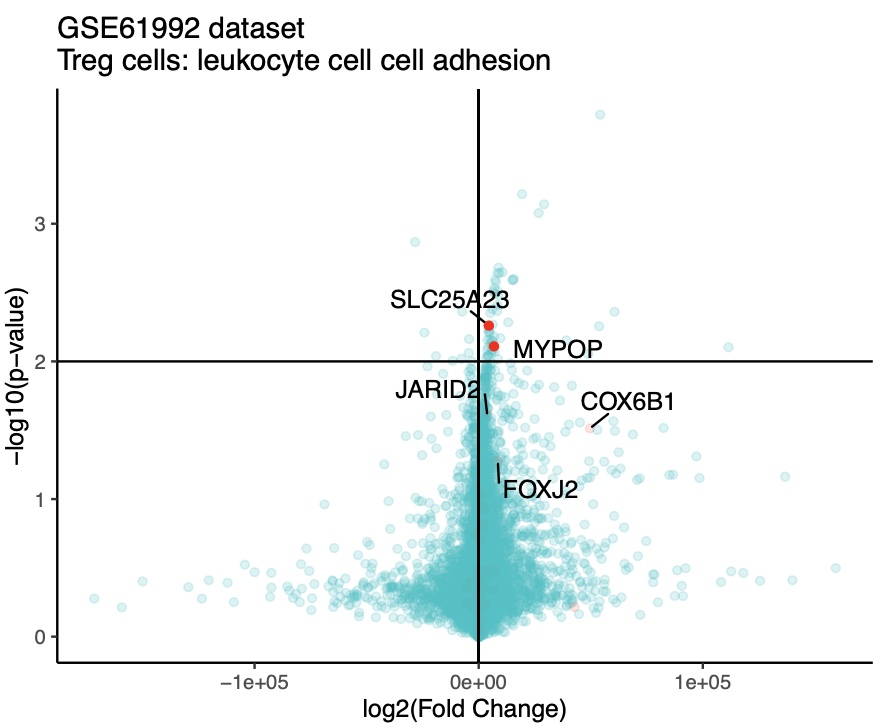 GSE61992 dataset
Treg cells: leukocyte cell cell adhesion
−log10(p−value)
3
2
1
0
SLC25A23
MYPOP
JARID2
COX6B1
FOXJ2
−1e+05
0e+00
1e+05
log2(Fold Change)